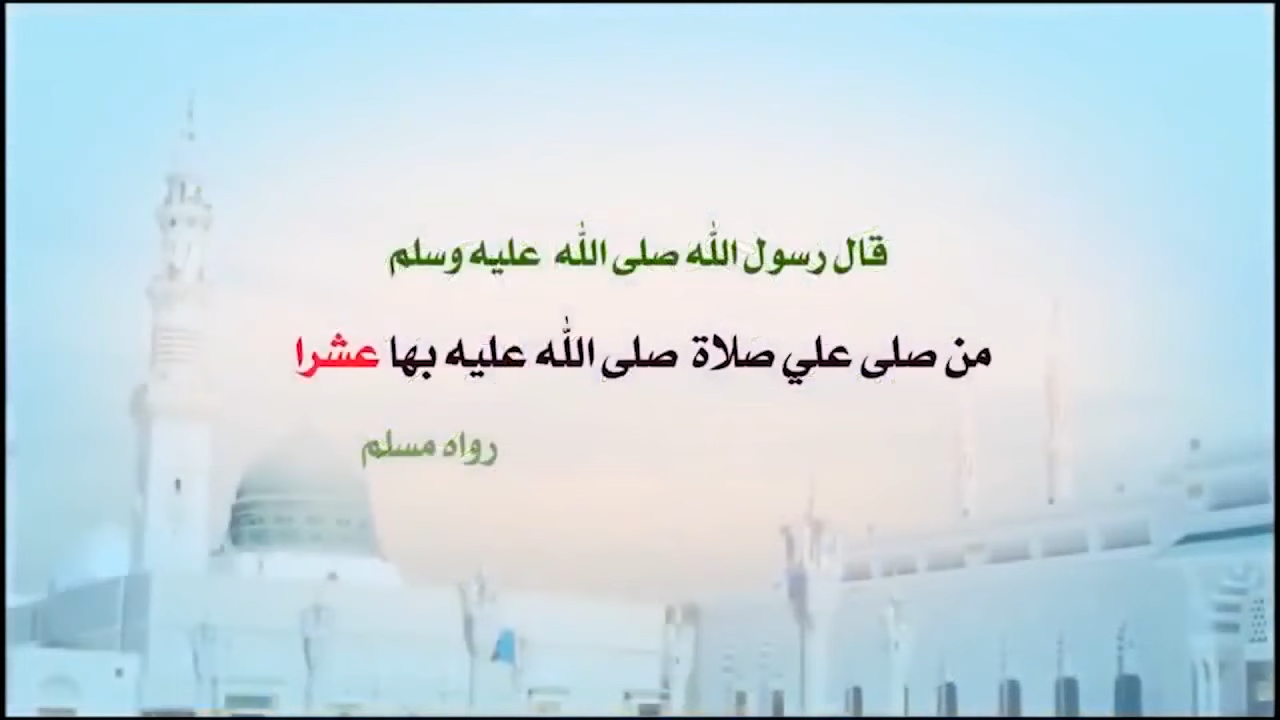 قال رسول الله صلى الله عليه وسلم
من صلى علي صلاة صلى الله عليه بها عشرا
رواه مسلم